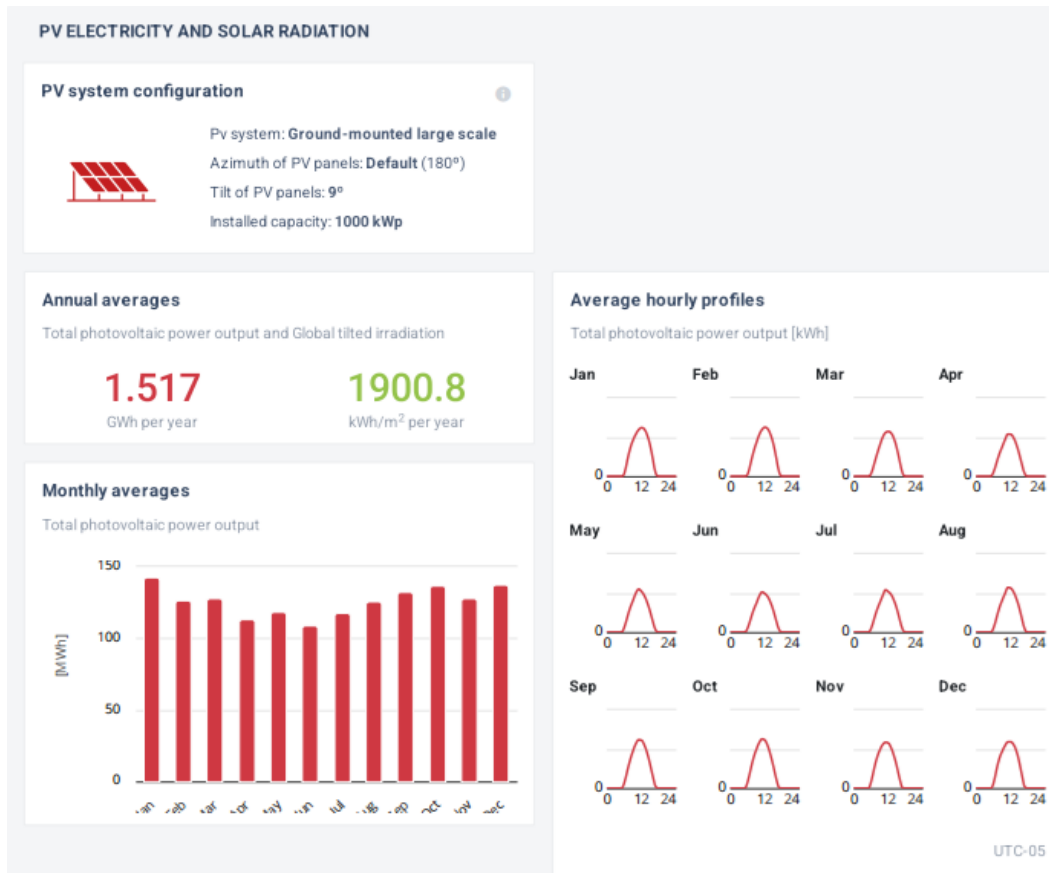 PV ELECTRICITY AND SOLAR RADIATION
PV system configuration
Pv system: Ground-mounted large scale
Azimuth of PV panels: Default (180º)
Tilt of PV panels: 9º
Installed capacity: 1000 kWp
Annual averages
Total photovoltaic power output and Global tilted irradiation
1.517
GWh per year
1900.8
kWh/m² per year
Monthly averages
Total photovoltaic power output
150
100
50
0
[MWh]
Average hourly profiles
Total photovoltaic power output [kWh]
Jan Feb Mar Apr
0 0 0 0
0 12 24 0 12 24 0 12 24 0 12 24
May Jun Jul Aug
0 0 0 0
0 12 24 0 12 24 0 12 24 0 12 24
Sep Oct Nov Dec
0 0 0 0
0 12 24 0 12 24 0 12 24 0 12 24
UTC-05